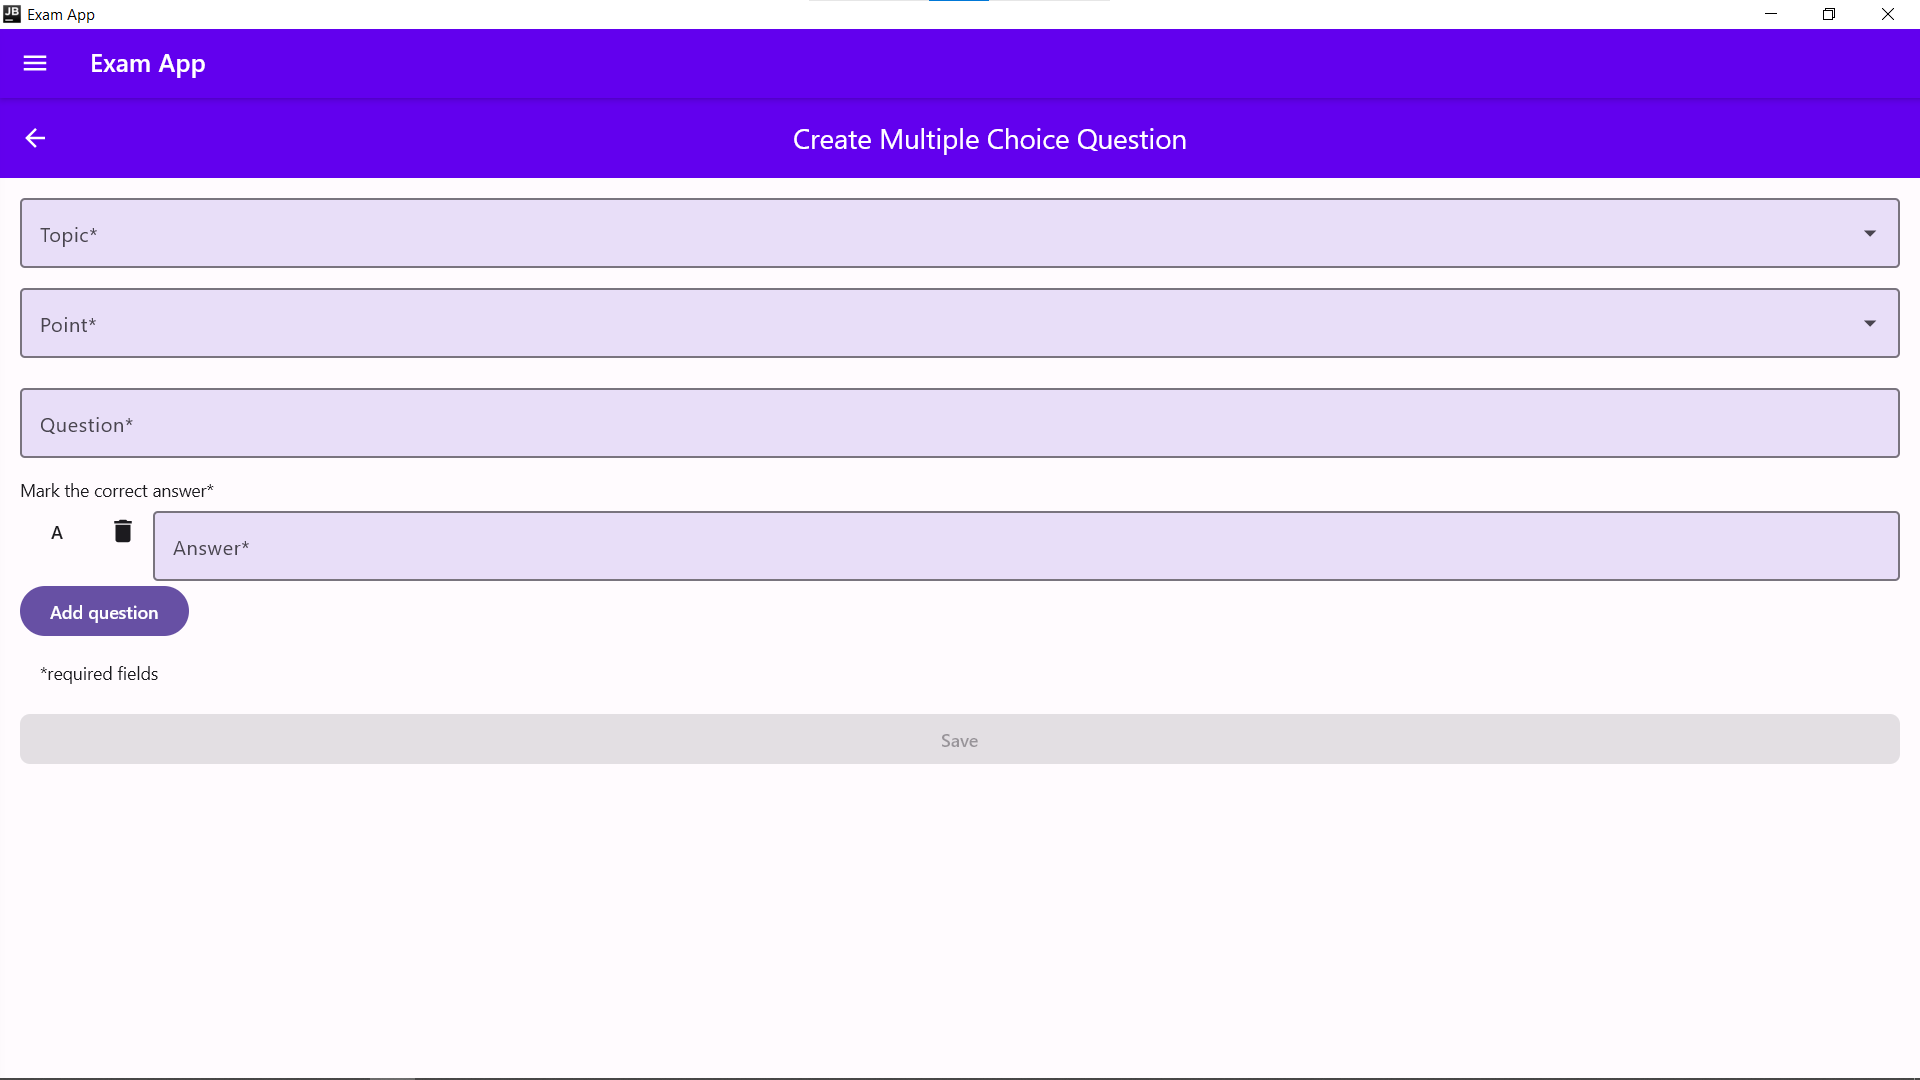 JB Exam App
Exam App
Create Multiple Choice Question
Topic*
Point*
Question*
Mark the correct answer*
A Answer*
Add question
*required fields
Save